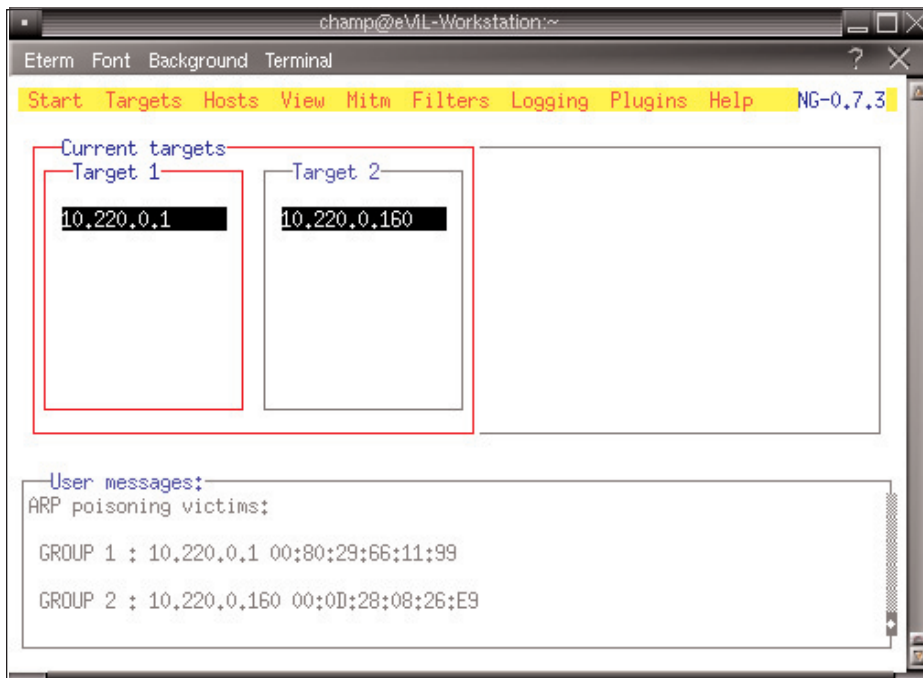 champ@eViL-Workstation:~
Eterm Font Background Terminal ?
Start Targets Hosts View Mitm Filters Logging Plugins Help NG-0.7.3
Current targets
Target 1 Target 2
10.220.0.1 10.220.0.160
User messages:
ARP poisoning victims:
GROUP 1 : 10.220.0.1 00:80:29:66:11:99
GROUP 2 : 10.220.0.160 00:0D:28:08:26:E9